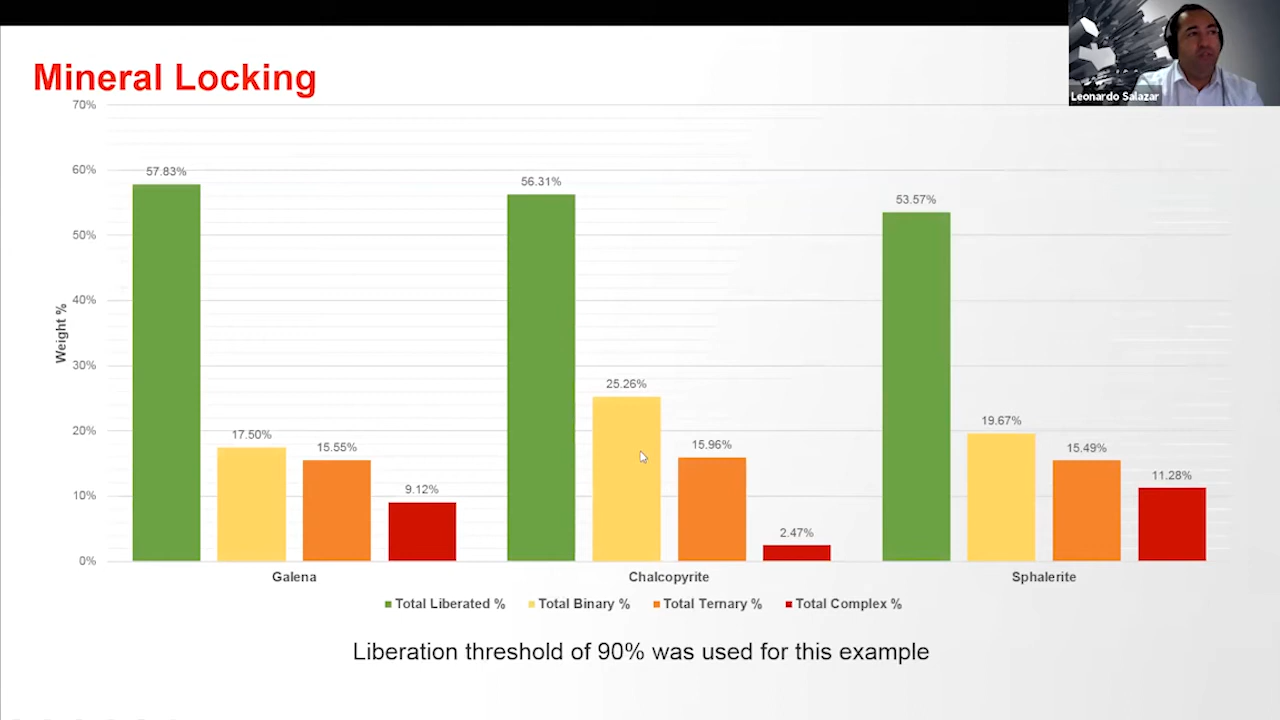 Leonardo Salazar
Mineral Locking
70%
60%
50%
40%
30%
20%
10%
0%
Weight %
57.83%
17.50%
15.55%
9.12%
56.31%
25.26%
15.96%
2.47%
53.57%
19.67%
15.49%
11.28%
Galena
Chalcopyrite
Sphalerite
Total Liberated %
Total Binary %
Total Ternary %
Total Complex %
Liberation threshold of 90% was used for this example